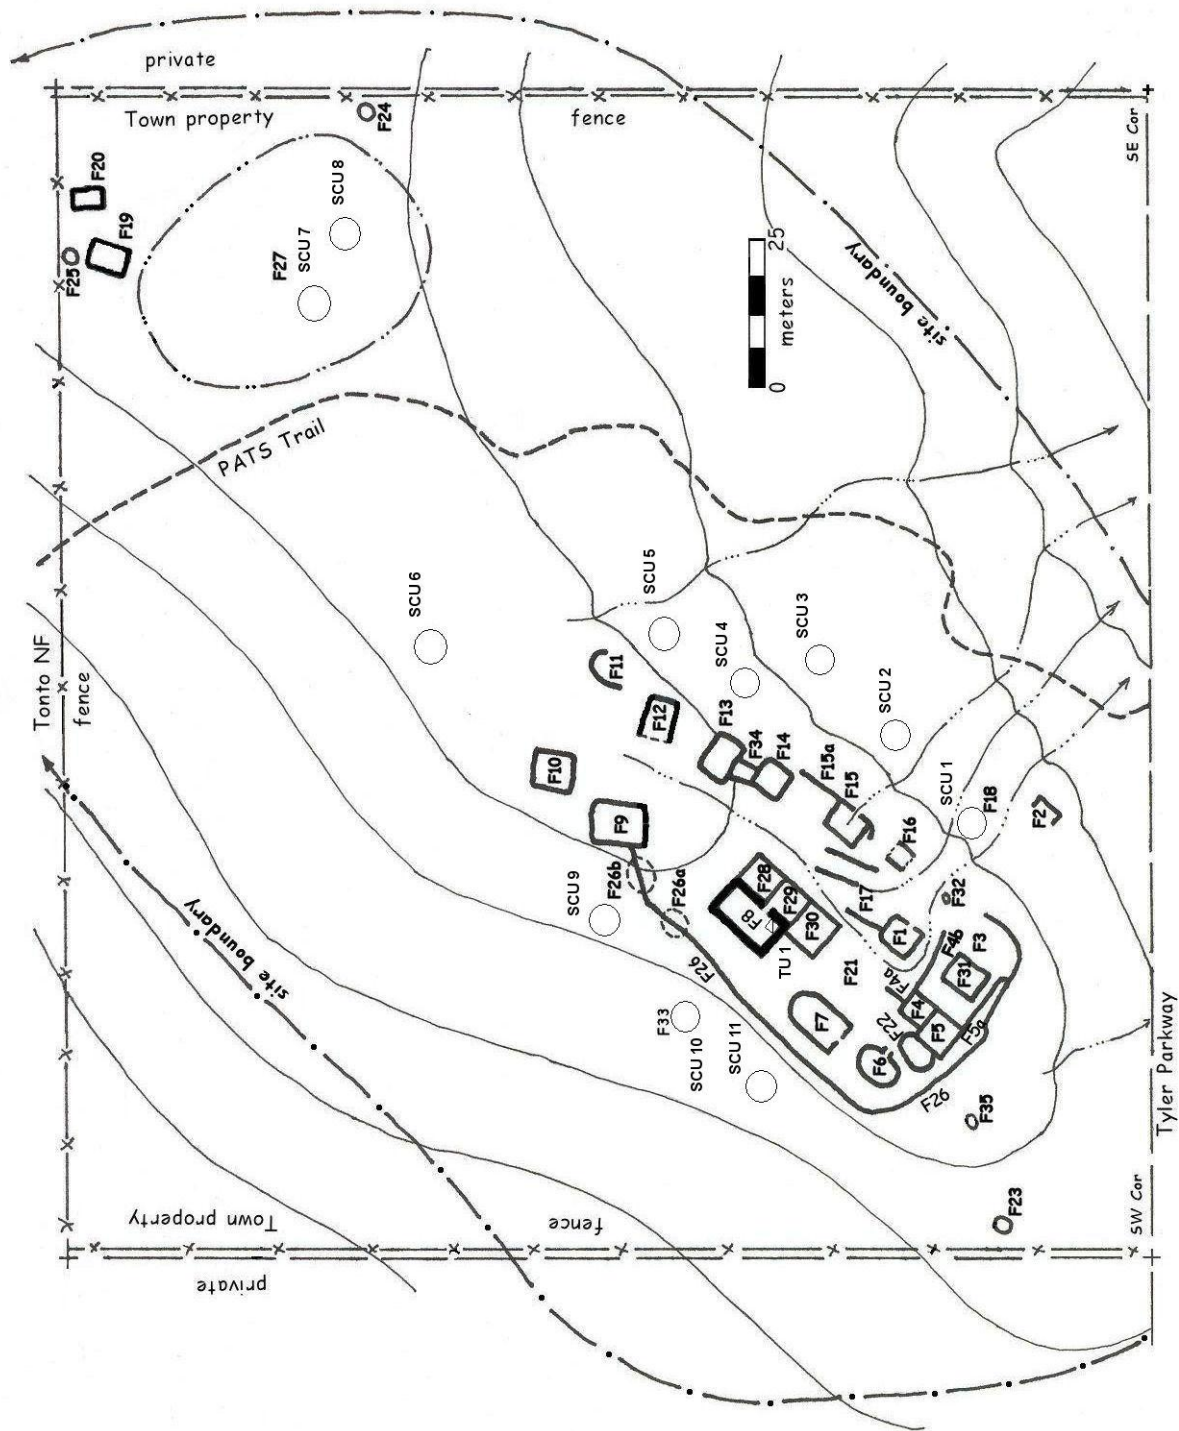 private
Town property
fence
F24
F20
F19
F25
SCU 8
SCU 7
F27
site boundary
SE Cor
0
25
meters
PATS Trail
Tonto NF
fence
SCU 6
SCU 5
SCU 4
SCU 3
SCU 2
SCU 1
F11
F12
F13
F34
F14
F10
F15a
F15
F9
F16
F18
F2
SCU 9
F26b
F26a
F28
F29
F30
F8
TU 1
F17
F32
F1
F21
F26
F4b
F3
F31
F4a
F4
F22
F5
F5a
F7
F6
F33
SCU 10
SCU 11
F26
F35
F23
site boundary
Town property
fence
private
SW Cor
Tyler Parkway